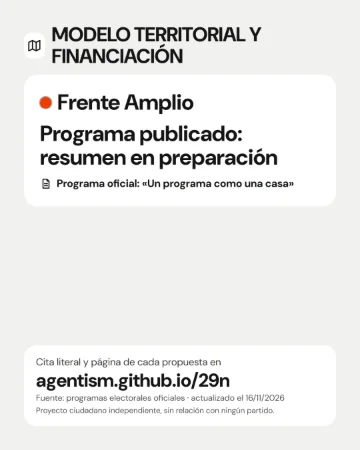 MODELO TERRITORIAL Y
FINANCIACIÓN
Frente Amplio
Programa publicado:
resumen en preparación
Programa oficial: «Un programa como una casa»
Cita literal y página de cada propuesta en
agentism.github.io/29n
Fuente: programas electorales oficiales · actualizado el 16/11/2026
Proyecto ciudadano independiente, sin relación con ningún partido.